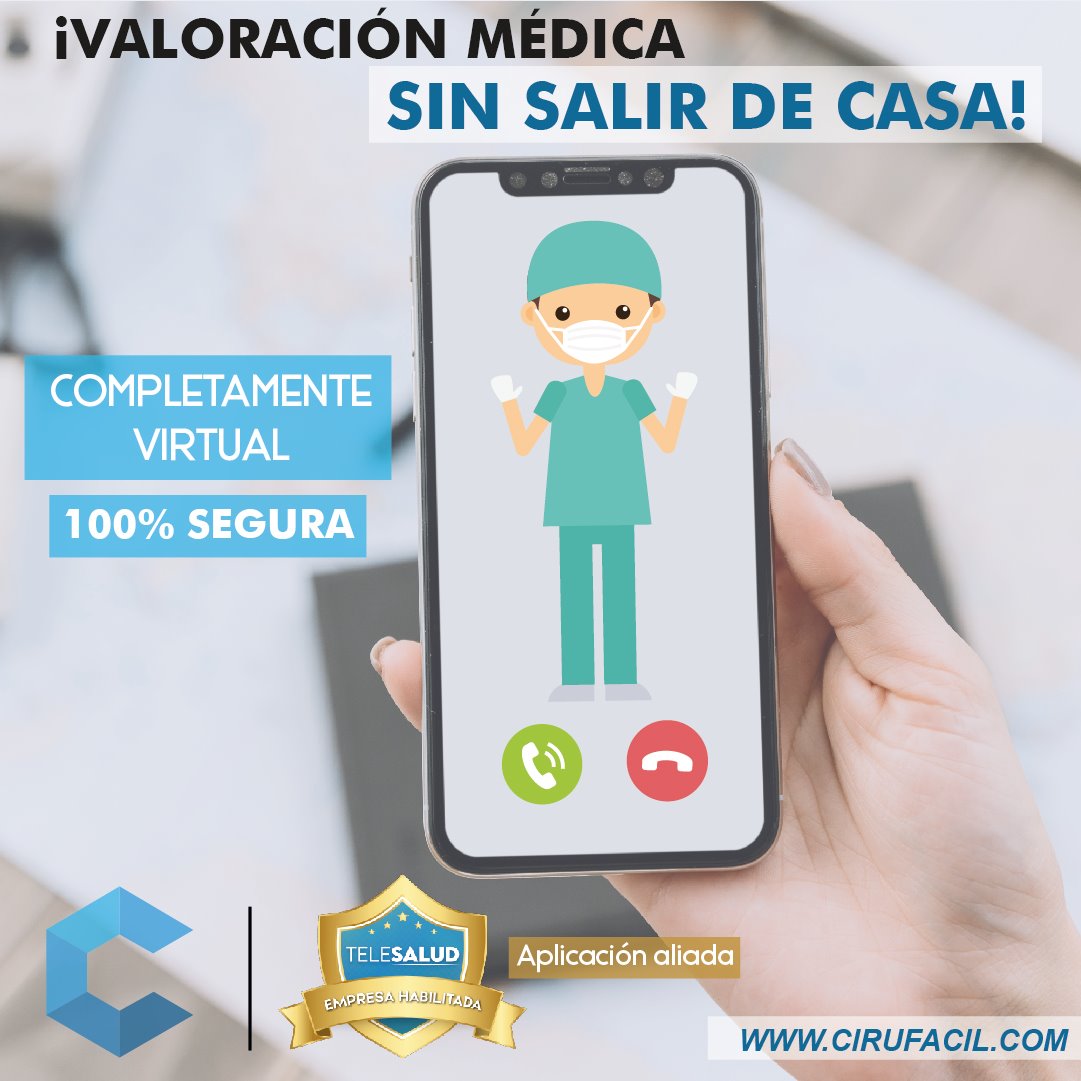 ¡VALORACIÓN MÉDICA
SIN SALIR DE CASA!
COMPLETAMENTE
VIRTUAL
100% SEGURA
TELESALUD
EMPRESA HABILITADA
Aplicación aliada
WWW.CIRUFACIL.COM